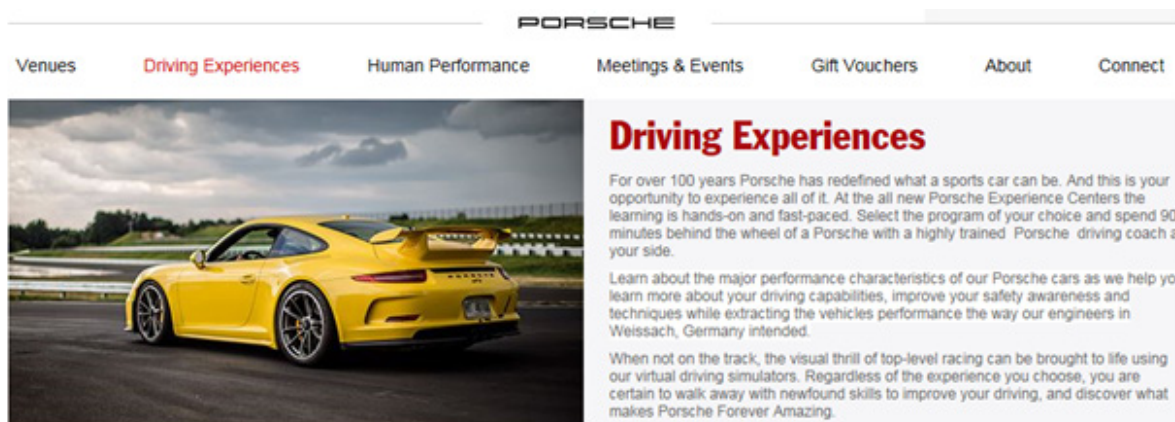 PORSCHE
Venues
Driving Experiences
Human Performance
Meetings & Events
Gift Vouchers
About
Connect
Driving Experiences
For over 100 years Porsche has redefined what a sports car can be. And this is your
opportunity to experience all of it. At the all new Porsche Experience Centers the
learning is hands-on and fast-paced. Select the program of your choice and spend
minutes behind the wheel of a Porsche with a highly trained Porsche driving coach
your side.
Learn about the major performance characteristics of our Porsche cars as we help
learn more about your driving capabilities, improve your safety awareness and
techniques while extracting the vehicles performance the way our engineers in
Weissach, Germany intended.
When not on the track, the visual thrill of top-level racing can be brought to life using
our virtual driving simulators. Regardless of the experience you choose, you are
certain to walk away with newfound skills to improve your driving, and discover what
makes Porsche Forever Amazing.
PORSCHE